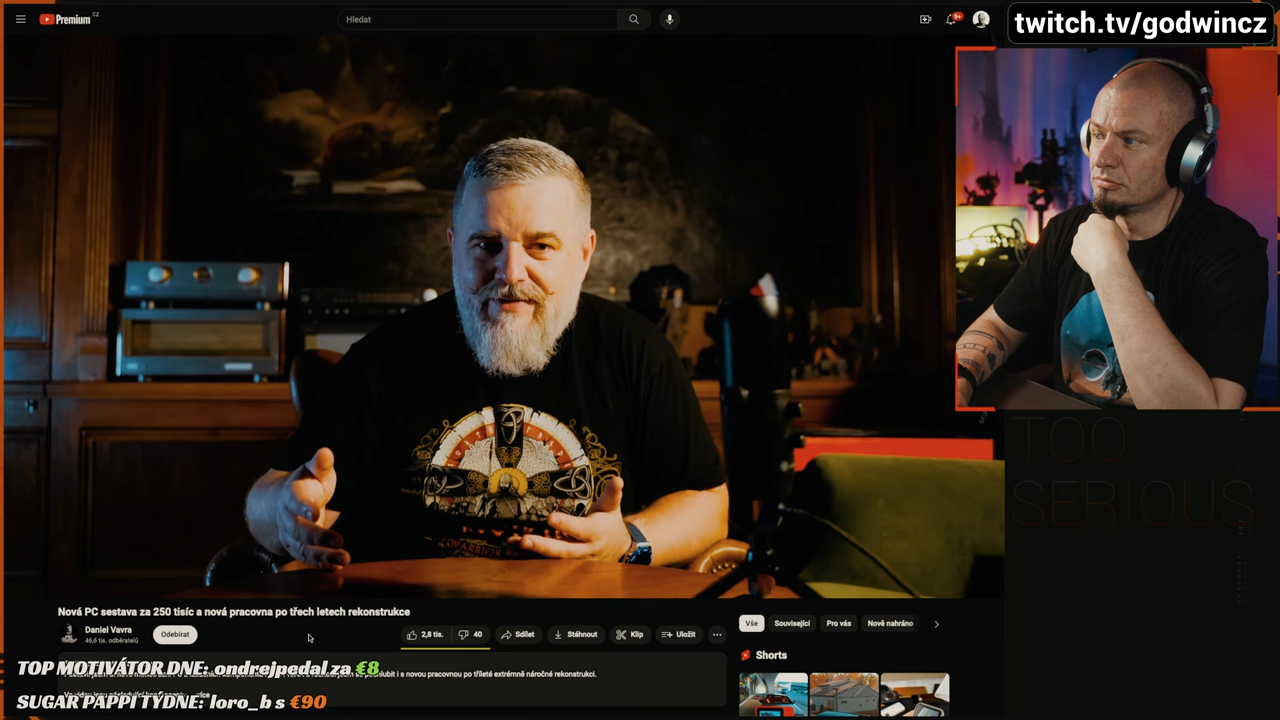 Premium CZ
Hledat
9+
twitch.tv/godwincz
TOO
SERIOUS
Nová PC sestava za 250 tisíc a nová pracovna po třech letech rekonstrukce
Daniel Vavra
46,6 tis. odběratelů
Odebírat
2,8 tis.
40
Sdílet
Stáhnout
Klip
Uložit
Vše
Související
Pro vás
Nově nahráno
Shorts
TOP MOTIVÁTOR DNE: ondrejpedal za €8
SUGAR PAPPI TÝDNE: loro_b s €90